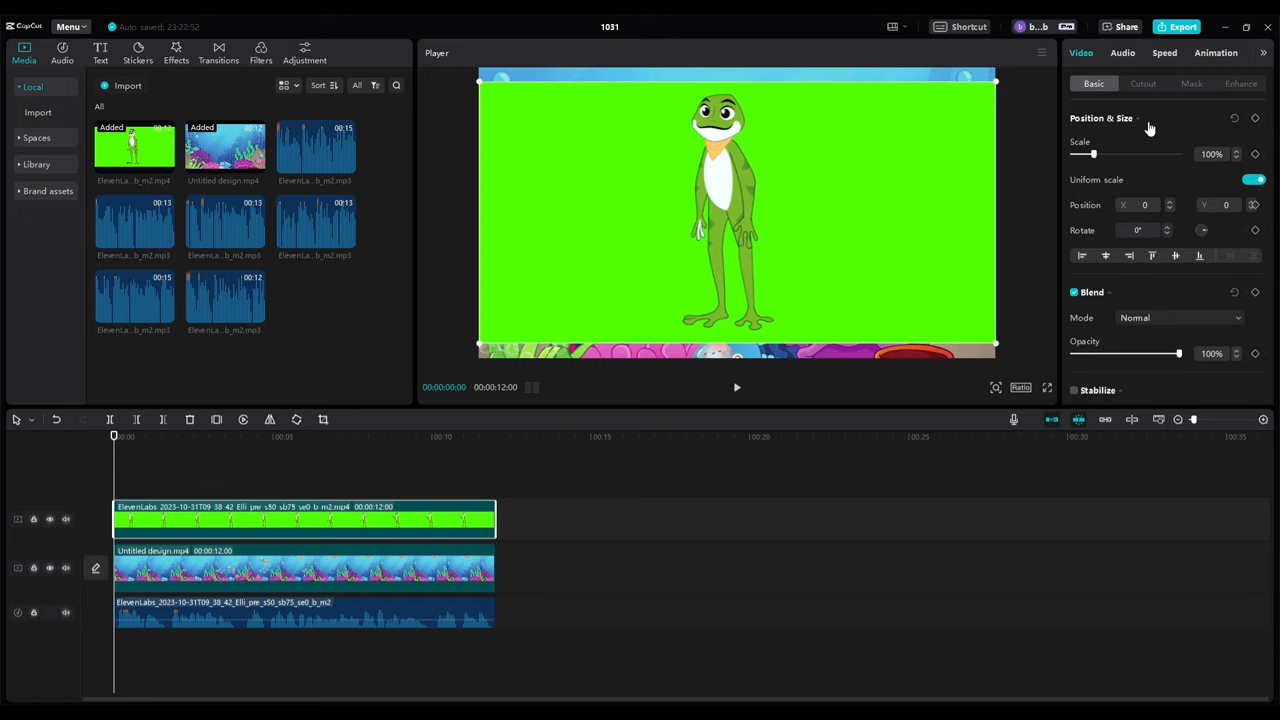 CapCut
Menu
Auto saved: 23:22:52
1031
Shortcut
b...b
Pro
Share
Export
Media
Audio
Text
Stickers
Effects
Transitions
Filters
Adjustment
Local
Import
Spaces
Library
Brand assets
Import
Sort
All
All
Added
ElevenLa...b_m2.mp4
Added
00:12
Untitled design.mp4
00:15
ElevenLa...b_m2.mp3
00:13
ElevenLa...b_m2.mp3
00:13
ElevenLa...b_m2.mp3
00:13
ElevenLa...b_m2.mp3
00:15
ElevenLa...b_m2.mp3
00:12
ElevenLa...b_m2.mp3
Player
00:00:00:00
00:00:12:00
Ratio
Video
Audio
Speed
Animation
Basic
Cutout
Mask
Enhance
Position & Size
Scale
100%
Uniform scale
Position
X 0
Y 0
Rotate
0°
Blend
Mode
Normal
Opacity
100%
Stabilize
00:00
00:05
00:10
00:15
00:20
00:25
00:30
00:35
ElevenLabs_2023-10-31T09_38_42_Elli_pre_s50_sb75_se0_b_m2.mp4 00:00:12:00
Untitled design.mp4 00:00:12:00
ElevenLabs_2023-10-31T09_38_42_Elli_pre_s50_sb75_se0_b_m2